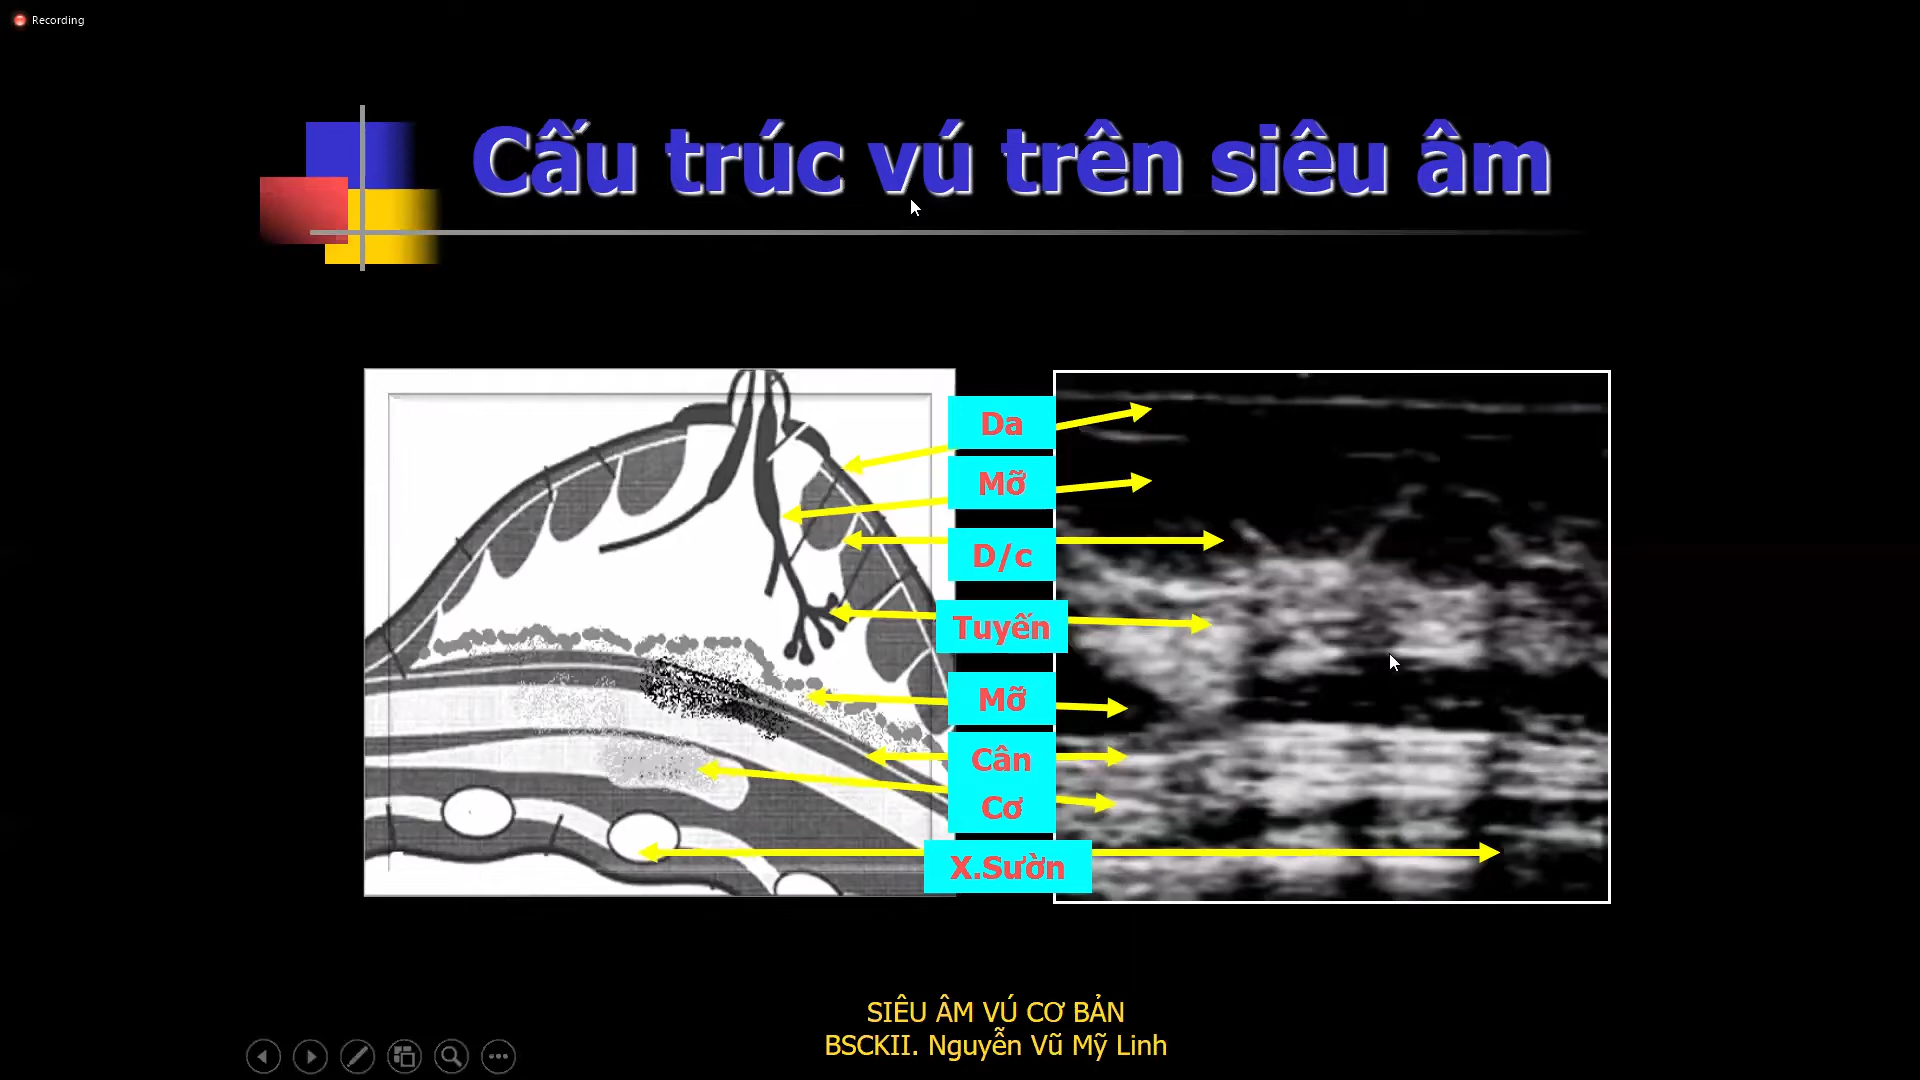 Recording
Cấu trúc vú trên siêu âm
Da
Mỡ
D/c
Tuyến
Mỡ
Cân
Cơ
X.Sườn
SIÊU ÂM VÚ CƠ BẢN
BSCKII. Nguyễn Vũ Mỹ Linh